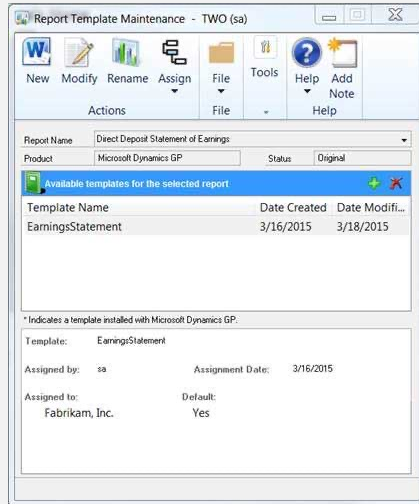 Report Template Maintenance - TWO (sa)
New Modify Rename Assign File Tools Help Add Note
Actions File Help
Report Name Direct Deposit Statement of Earnings
Product Microsoft Dynamics GP Status Original
Available templates for the selected report
Template Name Date Created Date Modifi...
EarningsStatement 3/16/2015 3/18/2015
* Indicates a template installed with Microsoft Dynamics GP.
Template: EarningsStatement
Assigned by: sa Assignment Date: 3/16/2015
Assigned to: Default:
Fabrikam, Inc. Yes